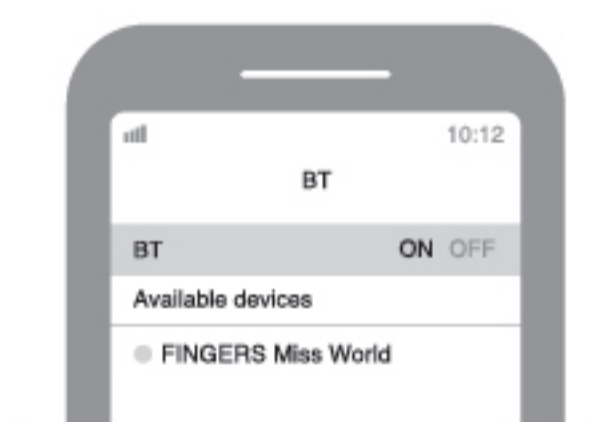 10:12
BT
BT ON OFF
Available devices
FINGERS Miss World